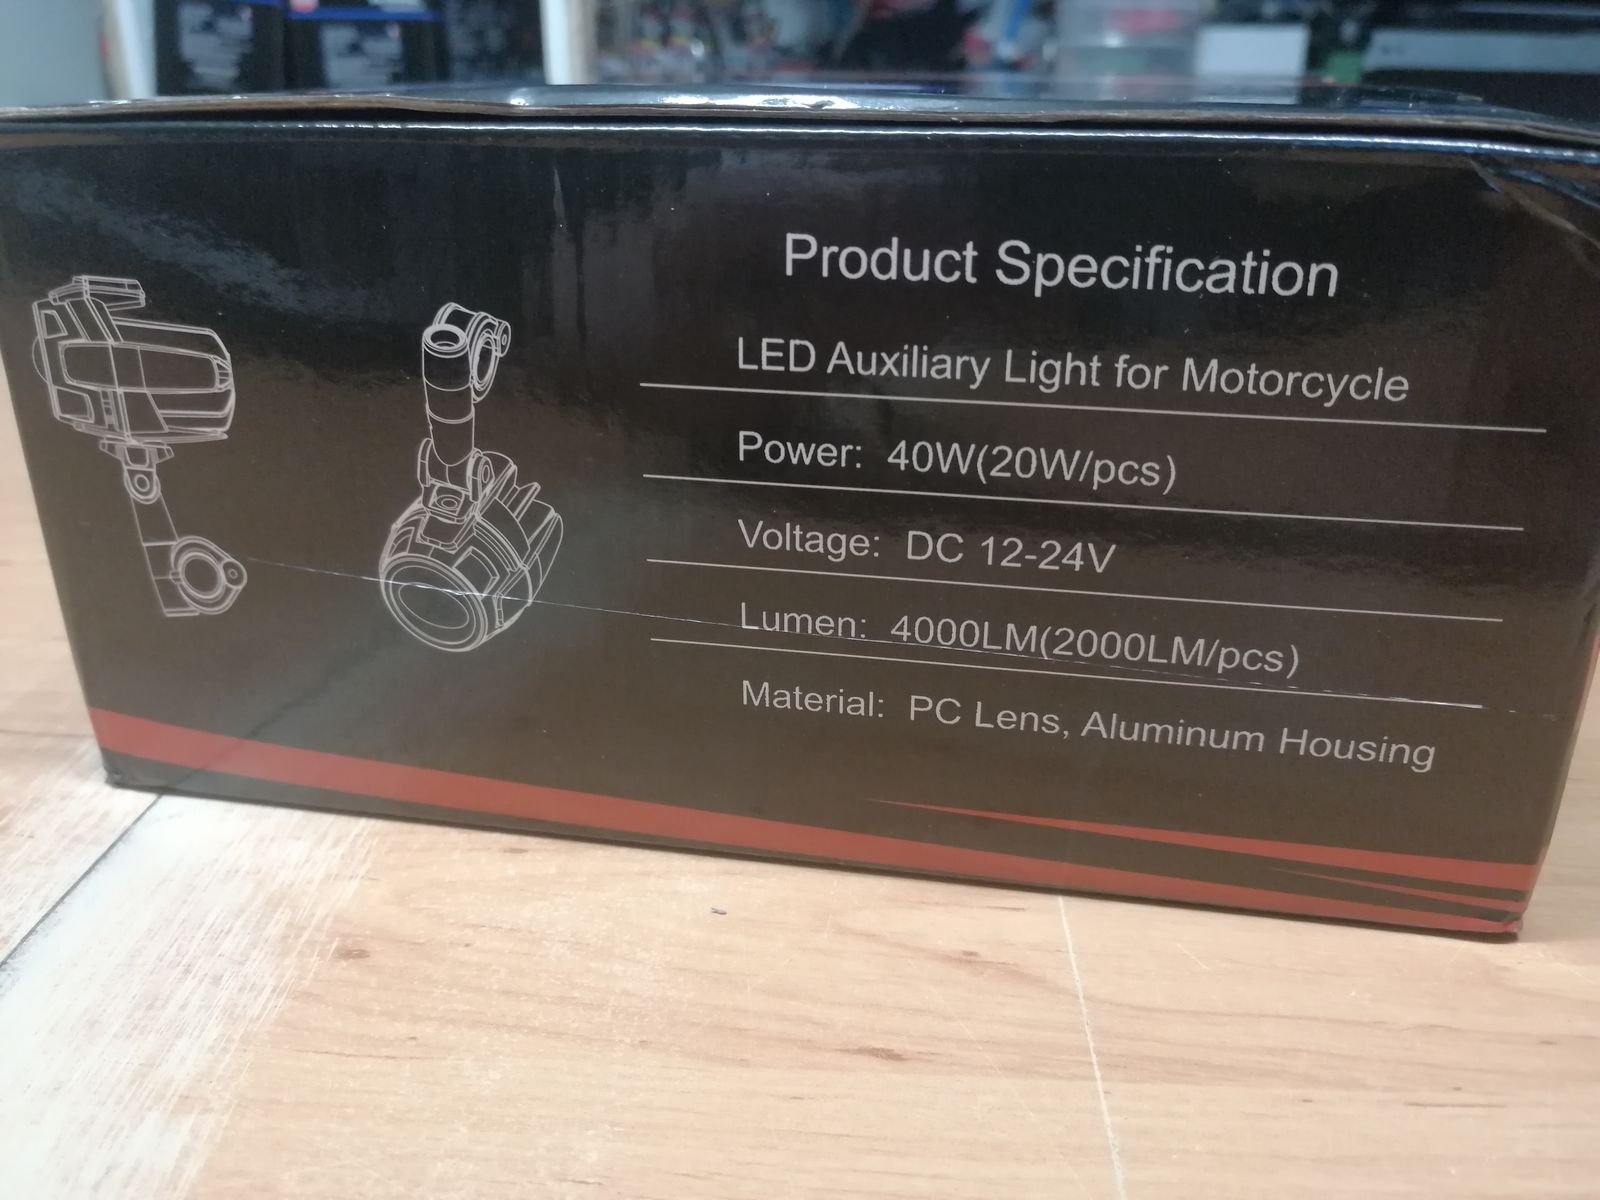 Product Specification
LED Auxiliary Light for Motorcycle
Power: 40W(20W/pcs)
Voltage: DC 12-24V
Lumen: 4000LM(2000LM/pcs)
Material: PC Lens, Aluminum Housing